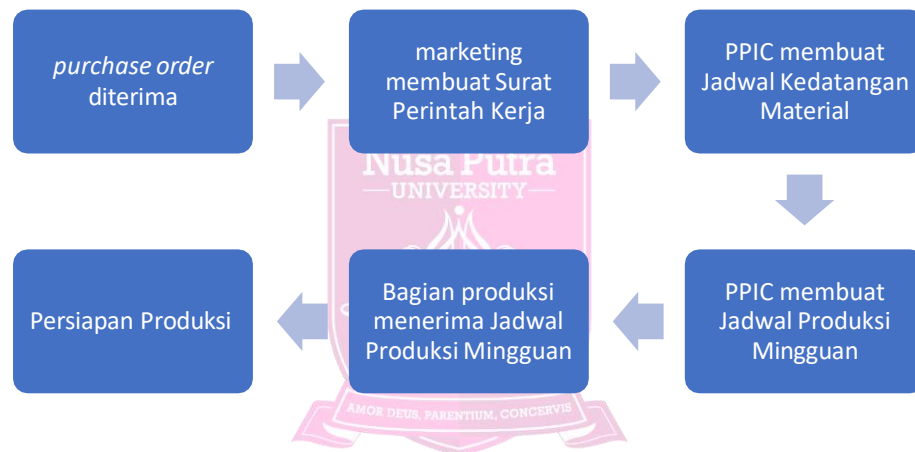 purchase order
diterima
marketing
membuat Surat
Perintah Kerja
PPIC membuat
Jadwal Kedatangan
Material
PPIC membuat
Jadwal Produksi
Mingguan
Bagian produksi
menerima Jadwal
Produksi Mingguan
Persiapan Produksi
Nusa Putra
UNIVERSITY
AMOR DEUS, PARENTIUM, CONCERVIS